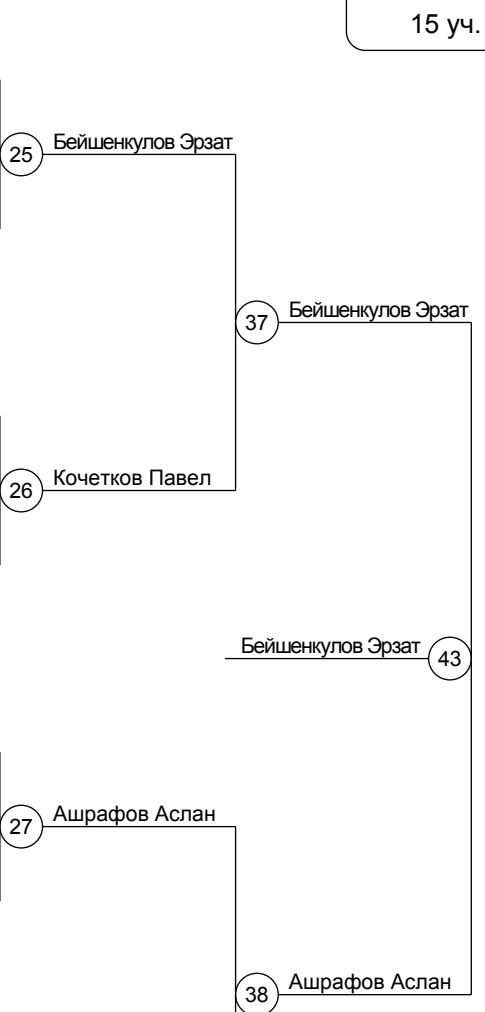 15 уч.
25 Бейшенкулов Эрзат
37 Бейшенкулов Эрзат
26 Кочетков Павел
Бейшенкулов Эрзат 43
27 Ашрафов Аслан
38 Ашрафов Аслан